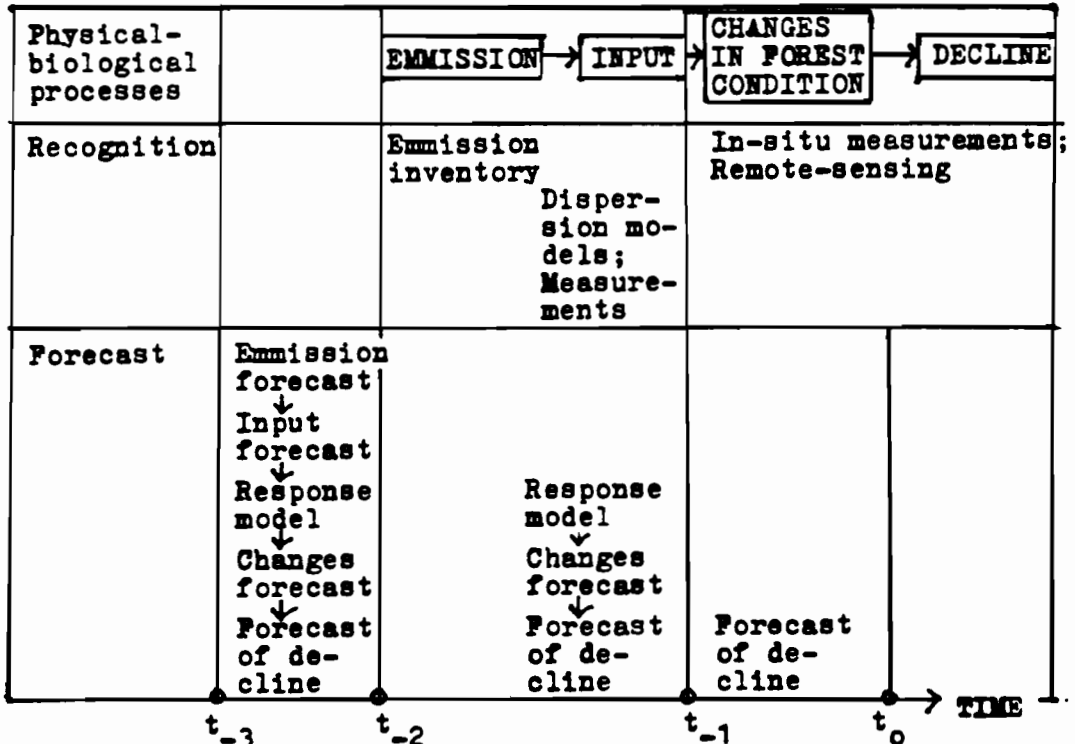 Physical-
biological
processes
EMMISSION
INPUT
CHANGES
IN FOREST
CONDITION
DECLINE
Recognition
Emmission
inventory
Disper-
sion mo-
dels;
Measure-
ments
In-situ measurements;
Remote-sensing
Forecast
Emmission
forecast
Input
forecast
Response
model
Changes
forecast
Forecast
of de-
cline
Response
model
Changes
forecast
Forecast
of de-
cline
Forecast
of de-
cline
t-3
t-2
t-1
to
TIME